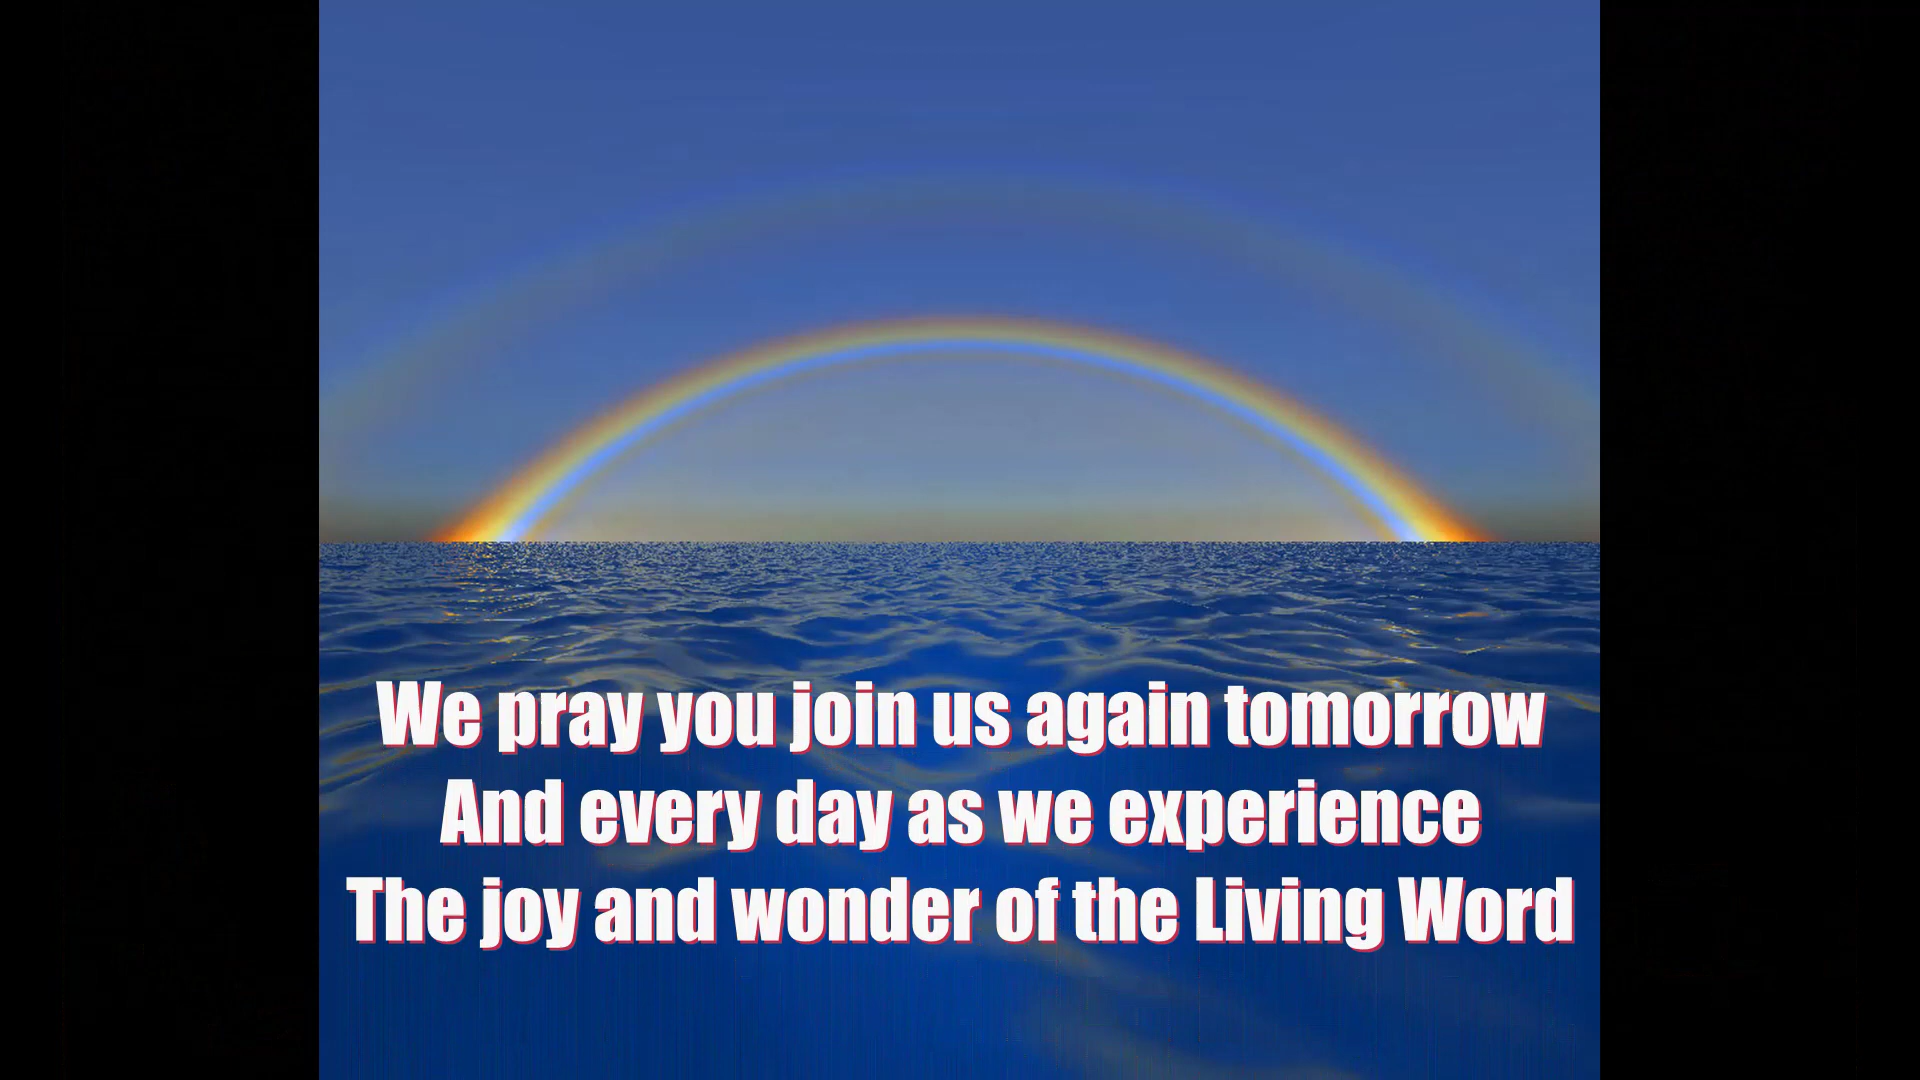 We pray you join us again tomorrow
And every day as we experience
The joy and wonder of the Living Word